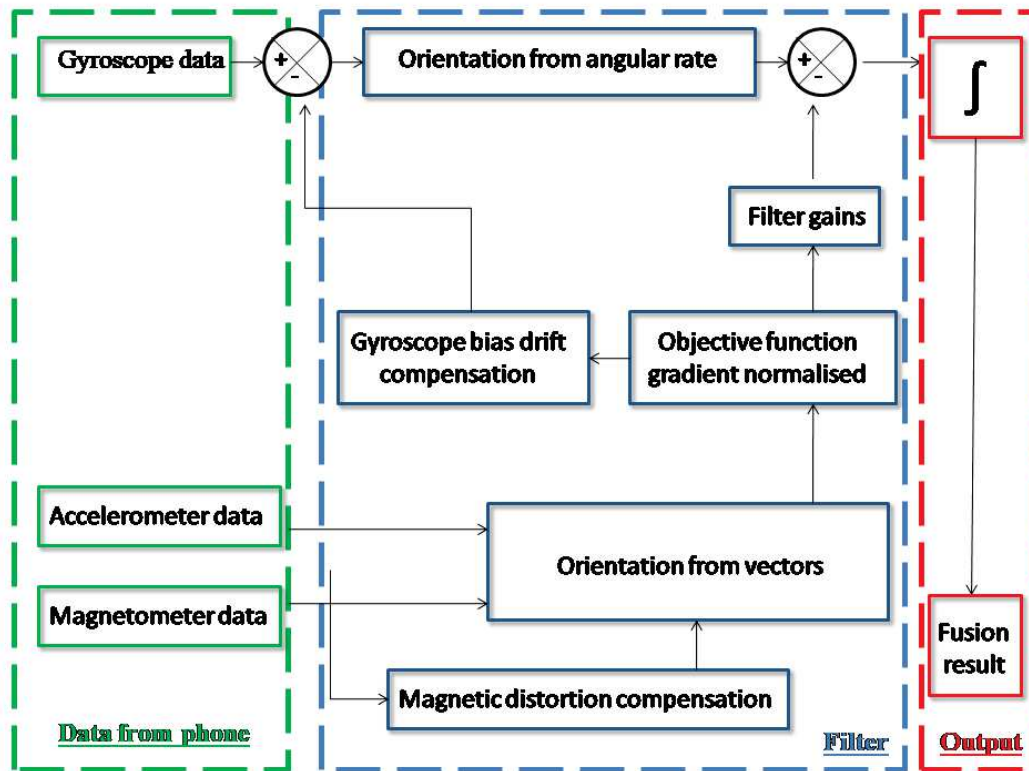 Gyroscope data
+
-
Orientation from angular rate
+
-
∫
Filter gains
Gyroscope bias drift
compensation
Objective function
gradient normalised
Accelerometer data
Orientation from vectors
Magnetometer data
Fusion
result
Magnetic distortion compensation
Data from phone
Filter
Output